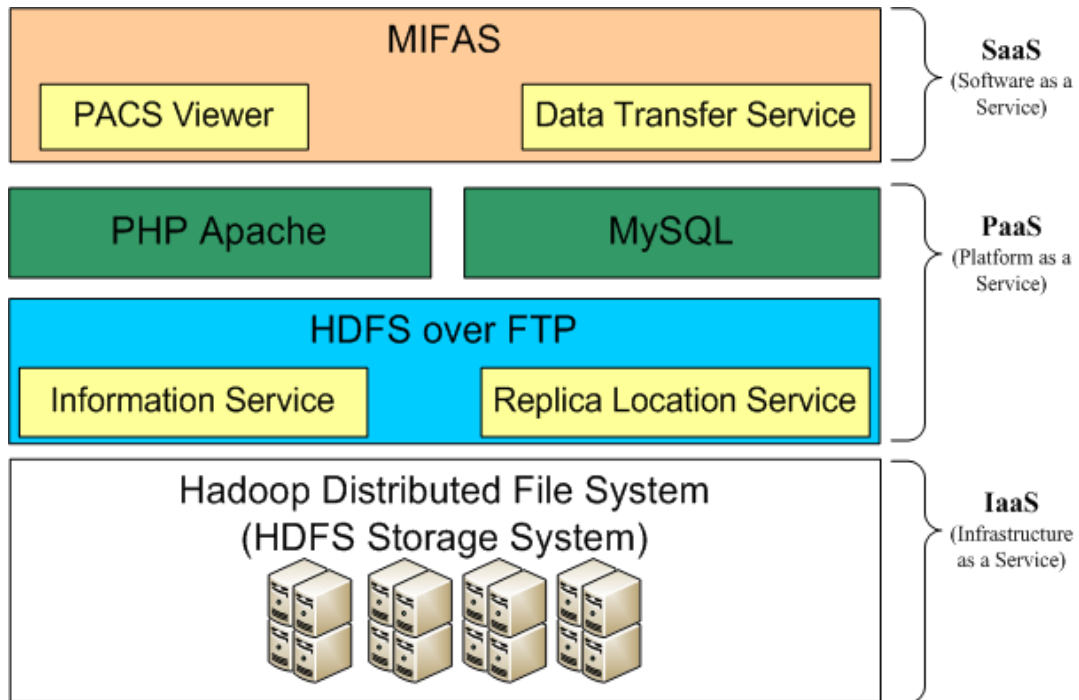 MIFAS
PACS Viewer
Data Transfer Service
SaaS
(Software as a
Service)
PHP Apache
MySQL
PaaS
(Platform as a
Service)
HDFS over FTP
Information Service
Replica Location Service
Hadoop Distributed File System
(HDFS Storage System)
IaaS
(Infrastructure
as a Service)